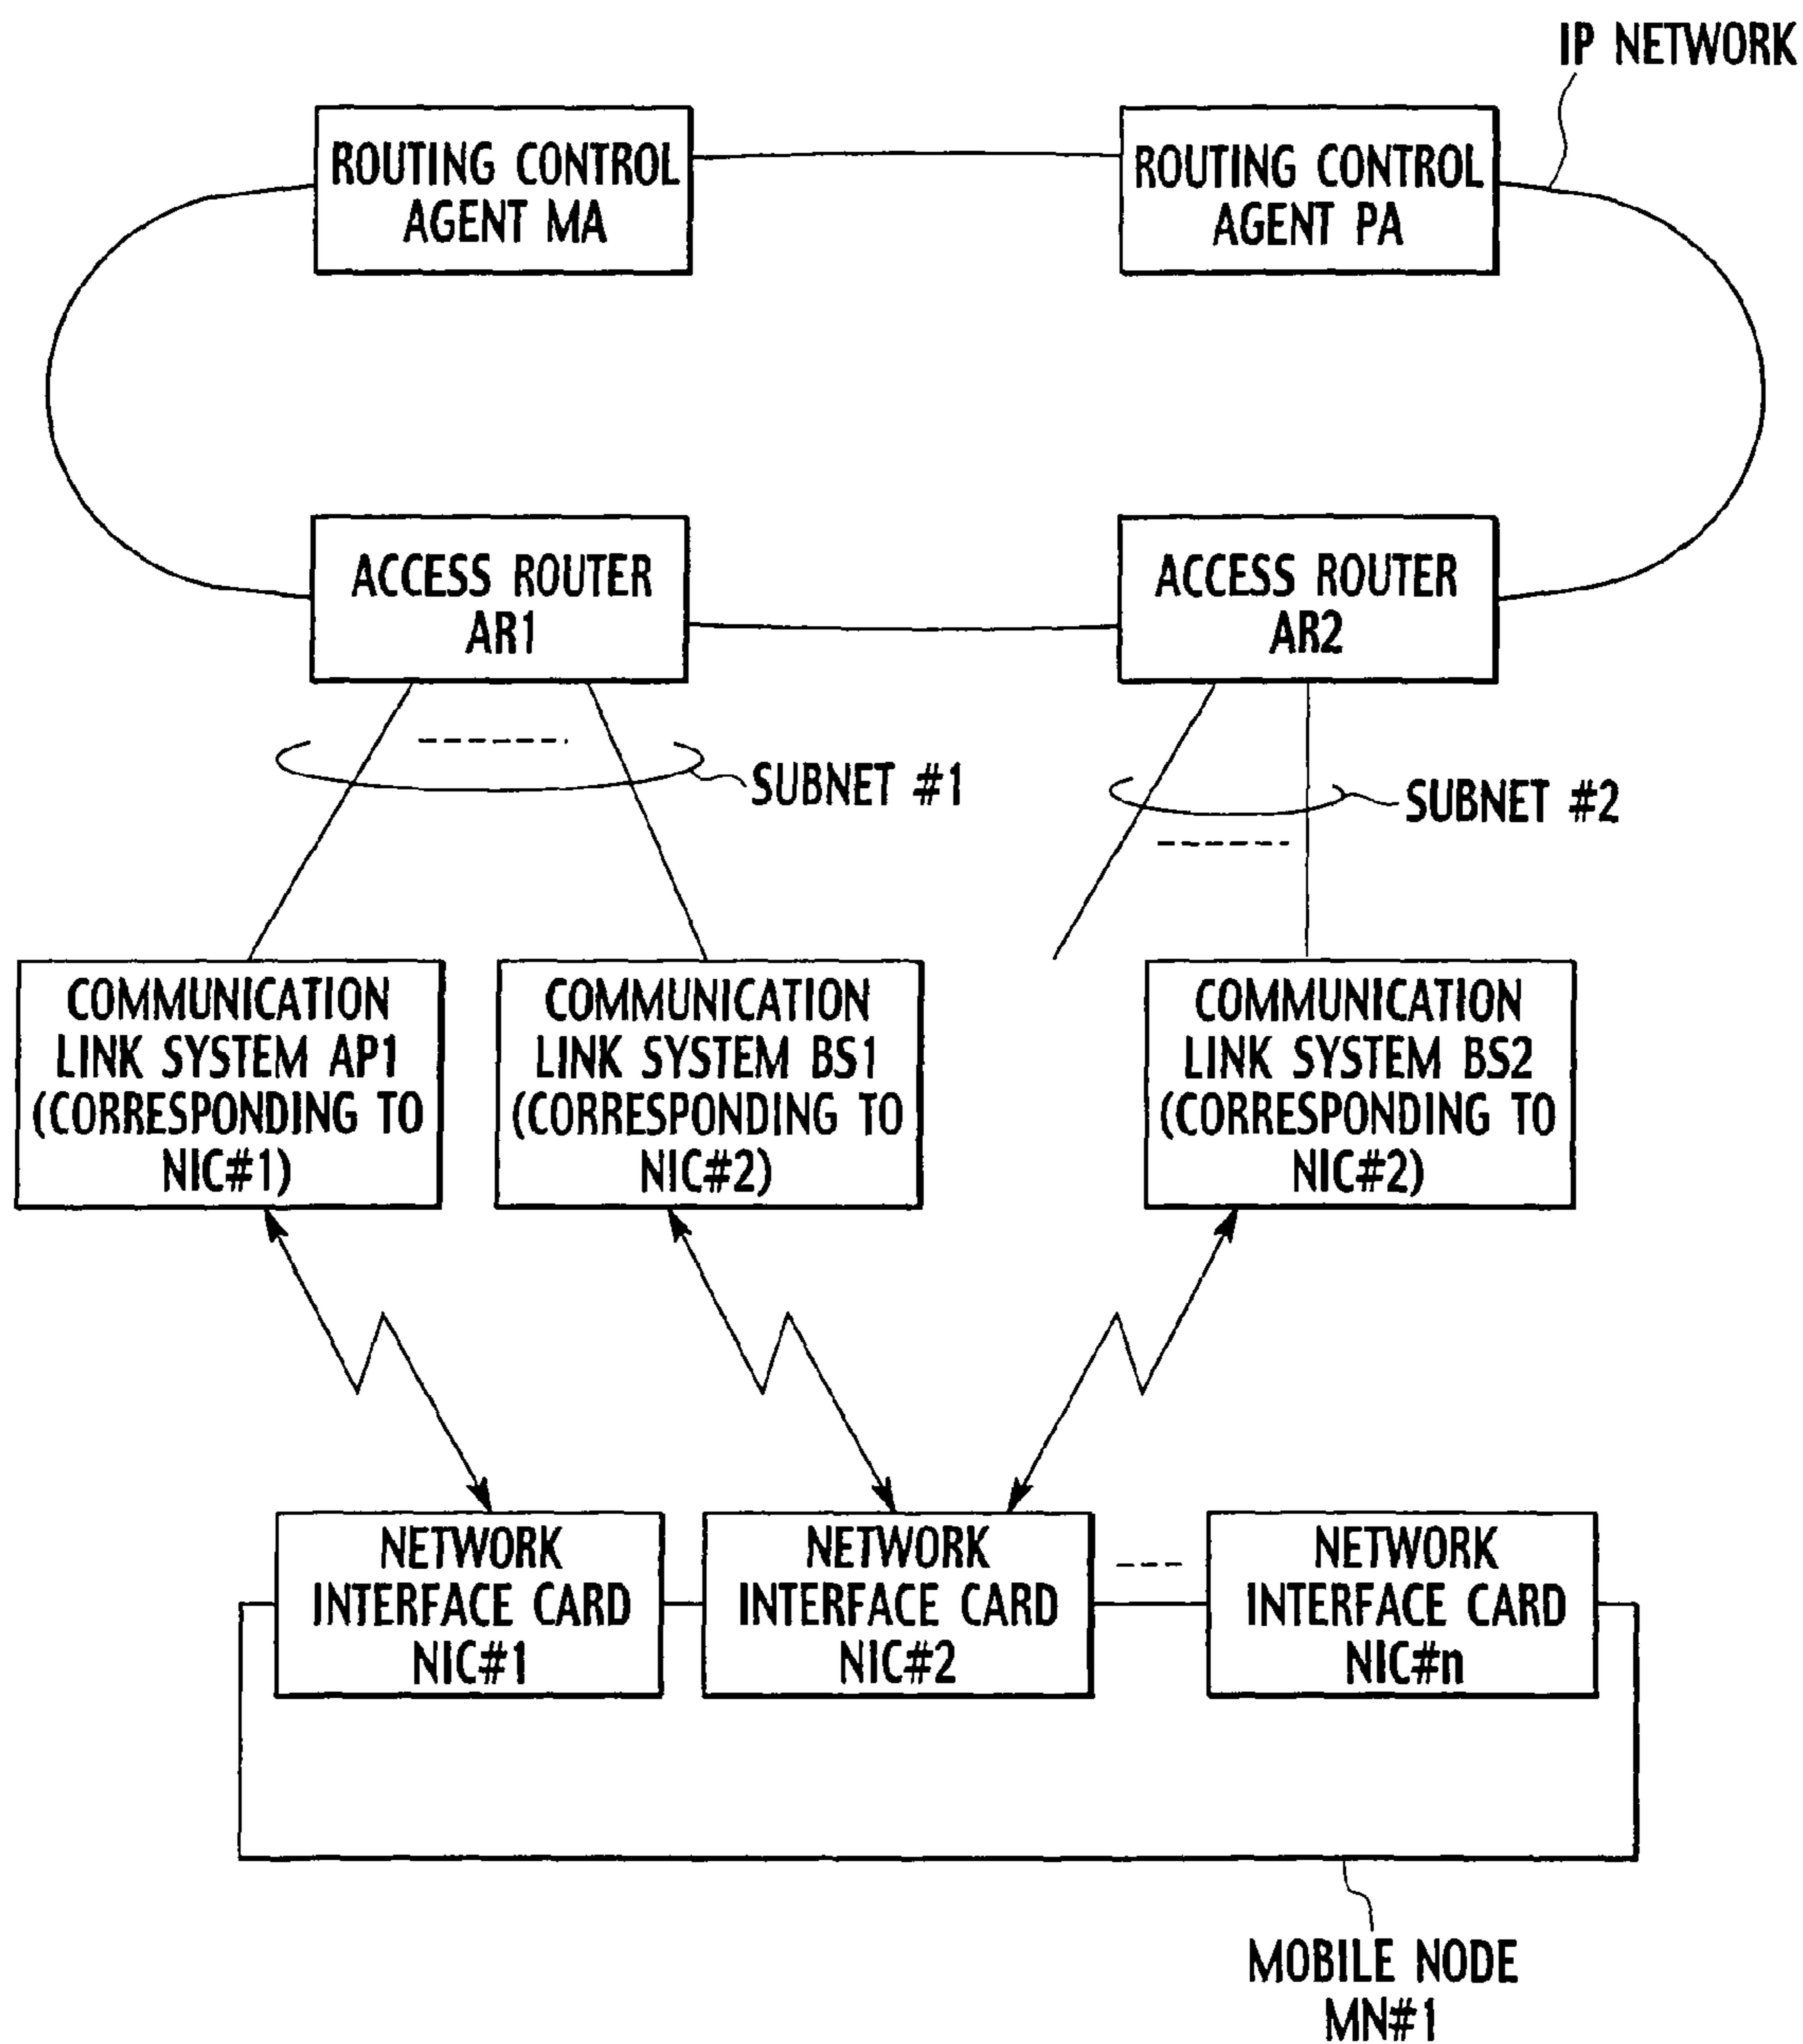 IP NETWORK
ROUTING CONTROL
AGENT MA
ROUTING CONTROL
AGENT PA
ACCESS ROUTER
AR1
ACCESS ROUTER
AR2
SUBNET #1
SUBNET #2
COMMUNICATION
LINK SYSTEM AP1
(CORRESPONDING TO
NIC#1)
COMMUNICATION
LINK SYSTEM BS1
(CORRESPONDING TO
NIC#2)
COMMUNICATION
LINK SYSTEM BS2
(CORRESPONDING TO
NIC#2)
NETWORK
INTERFACE CARD
NIC#1
NETWORK
INTERFACE CARD
NIC#2
NETWORK
INTERFACE CARD
NIC#n
MOBILE NODE
MN#1